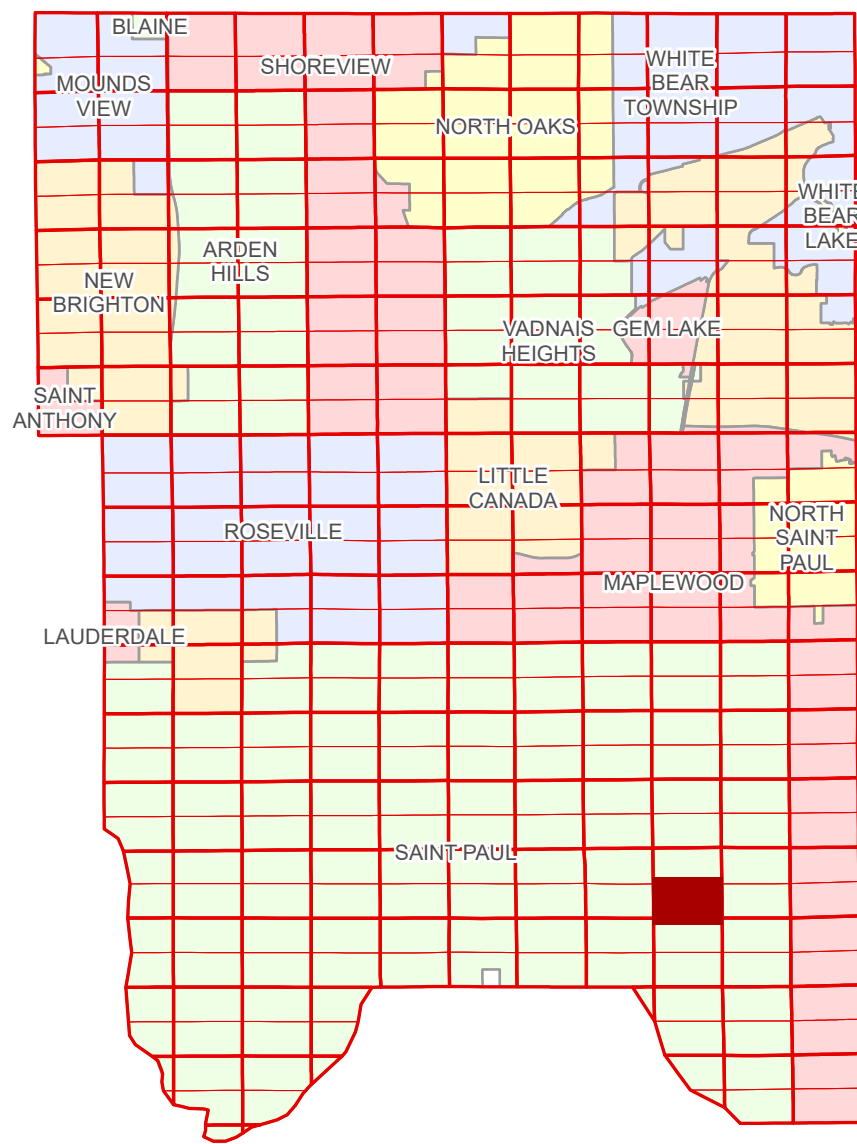 BLAINE
SHOREVIEW
WHITE
BEAR
TOWNSHIP
MOUNDS
VIEW
NORTH OAKS
WHITE
BEAR
LAKE
ARDEN
HILLS
NEW
BRIGHTON
VADNAIS
HEIGHTS
GEM LAKE
SAINT
ANTHONY
LITTLE
CANADA
NORTH
SAINT
PAUL
ROSEVILLE
MAPLEWOOD
LAUDERDALE
SAINT PAUL